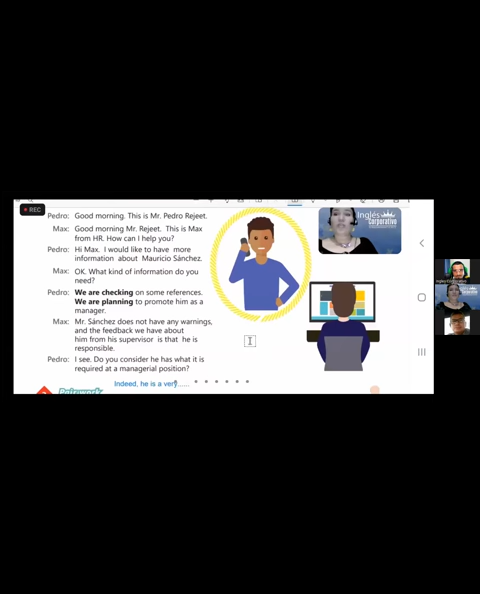 REC
Pedro: Good morning. This is Mr. Pedro Rejeet.
Max: Good morning Mr. Rejeet. This is Max
from HR. How can I help you?
Pedro: Hi Max. I would like to have more
information about Mauricio Sánchez.
Max: OK. What kind of information do you
need?
Pedro: We are checking on some references.
We are planning to promote him as a
manager.
Max: Mr. Sánchez does not have any warnings,
and the feedback we have about
him from his supervisor is that he is
responsible.
Pedro: I see. Do you consider he has what it is
required at a managerial position?
Indeed, he is a very......
Pairwork
Inglés
Corporativo